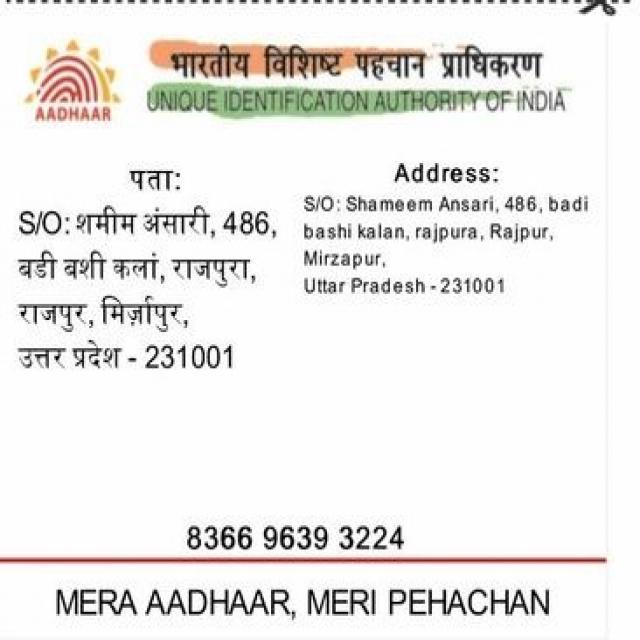 भारतीय विशिष्ट पहचान प्राधिकरण
AADHAAR
UNIQUE IDENTIFICATION AUTHORITY OF INDIA
पता:
S/O: शमीम अंसारी, 486,
बडी बशी कलां, राजपुरा,
राजपुर, मिर्ज़ापुर,
उत्तर प्रदेश - 231001
Address:
S/O: Shameem Ansari, 486, badi
bashi kalan, rajpura, Rajpur,
Mirzapur,
Uttar Pradesh - 231001
8366 9639 3224
MERA AADHAAR, MERI PEHACHAN